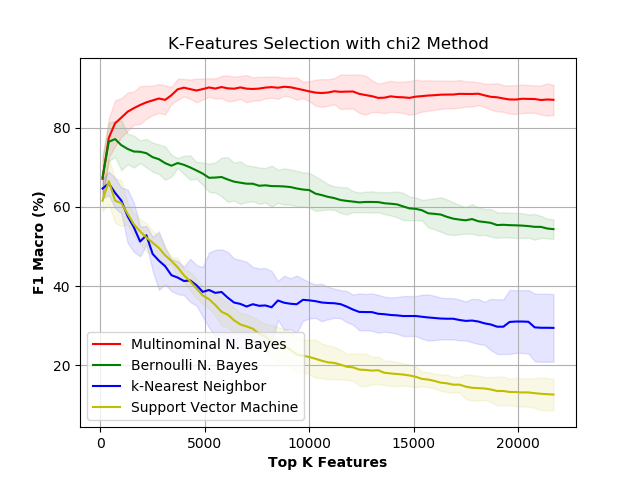 K-Features Selection with chi2 Method
F1 Macro (%)
80
60
40
20
Multinominal N. Bayes
Bernoulli N. Bayes
k-Nearest Neighbor
Support Vector Machine
0 5000 10000 15000 20000
Top K Features